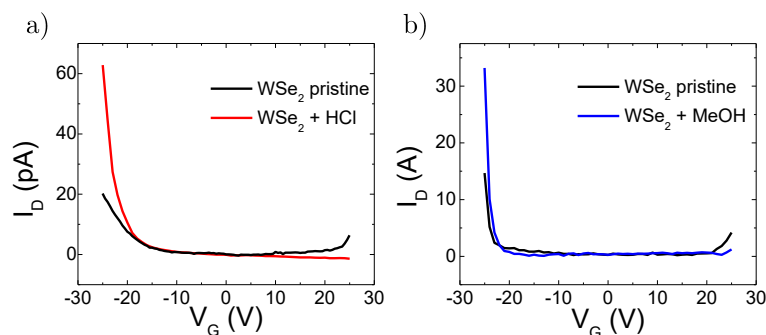 a)
60
40
20
0
-30
-20
-10
0
10
20
30
I_D (pA)
V_G (V)
WSe₂ pristine
WSe₂ + HCl
b)
30
20
10
0
-30
-20
-10
0
10
20
30
I_D (A)
V_G (V)
WSe₂ pristine
WSe₂ + MeOH